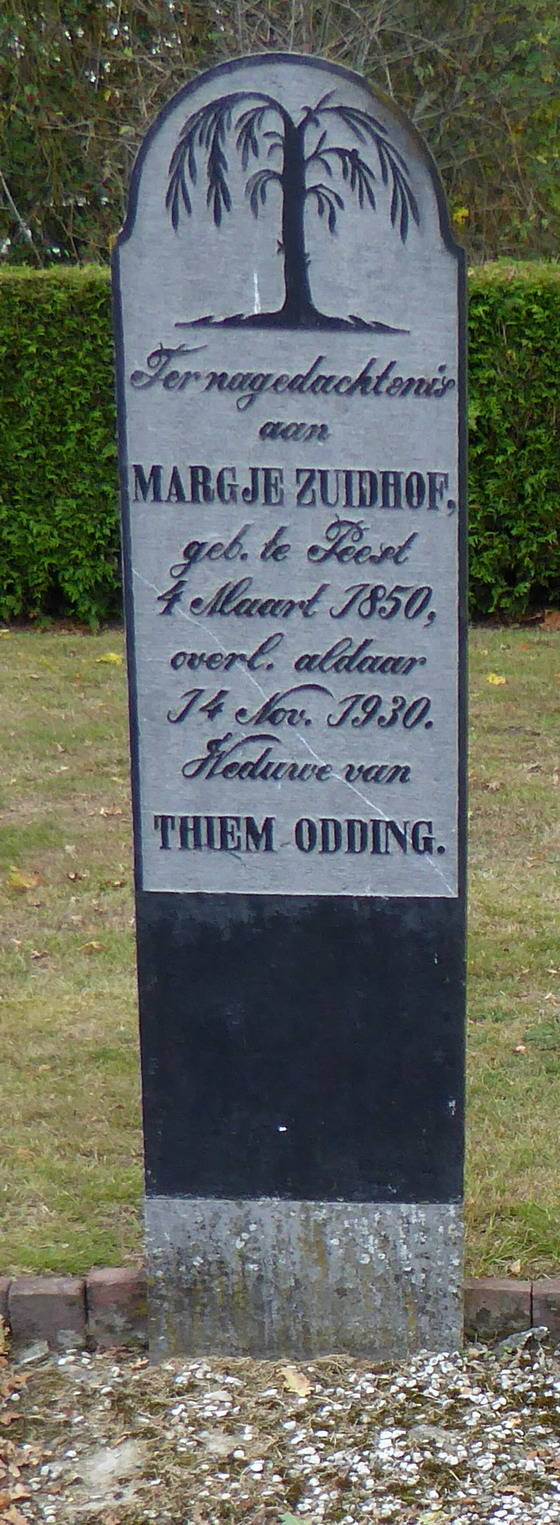 Ter nagedachtenis
aan
MARGJE ZUIDHOF,
geb. te Peest
4 Maart 1850,
overl. aldaar
14 Nov. 1930.
Weduwe van
THIEM ODDING.